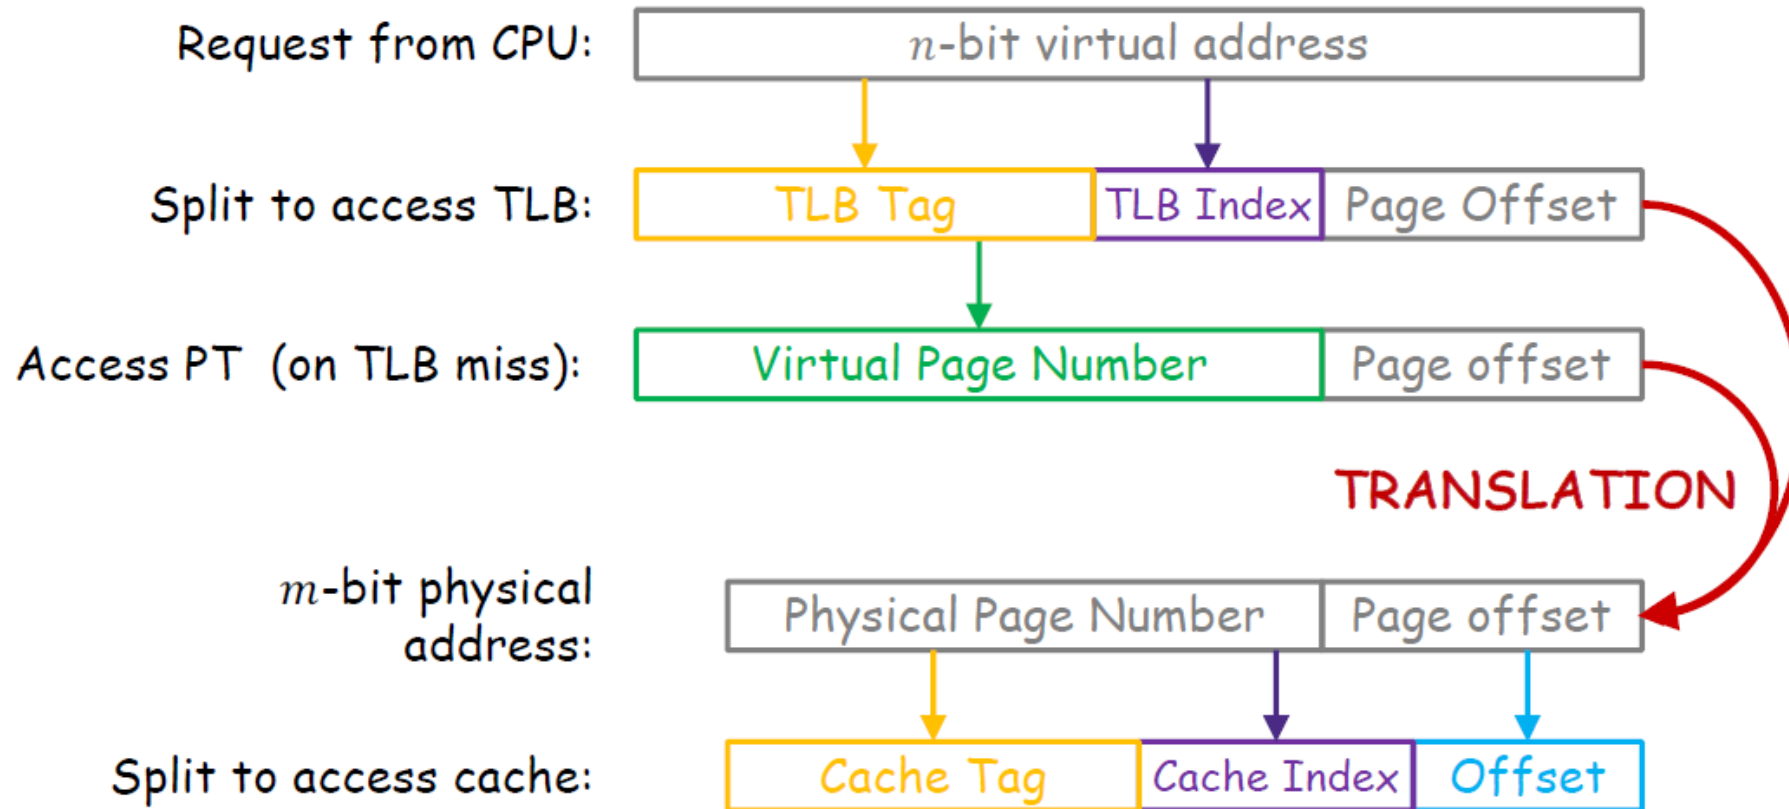 Request from CPU: n-bit virtual address
Split to access TLB: TLB Tag TLB Index Page Offset
Access PT (on TLB miss): Virtual Page Number Page offset
TRANSLATION
m-bit physical
address: Physical Page Number Page offset
Split to access cache: Cache Tag Cache Index Offset